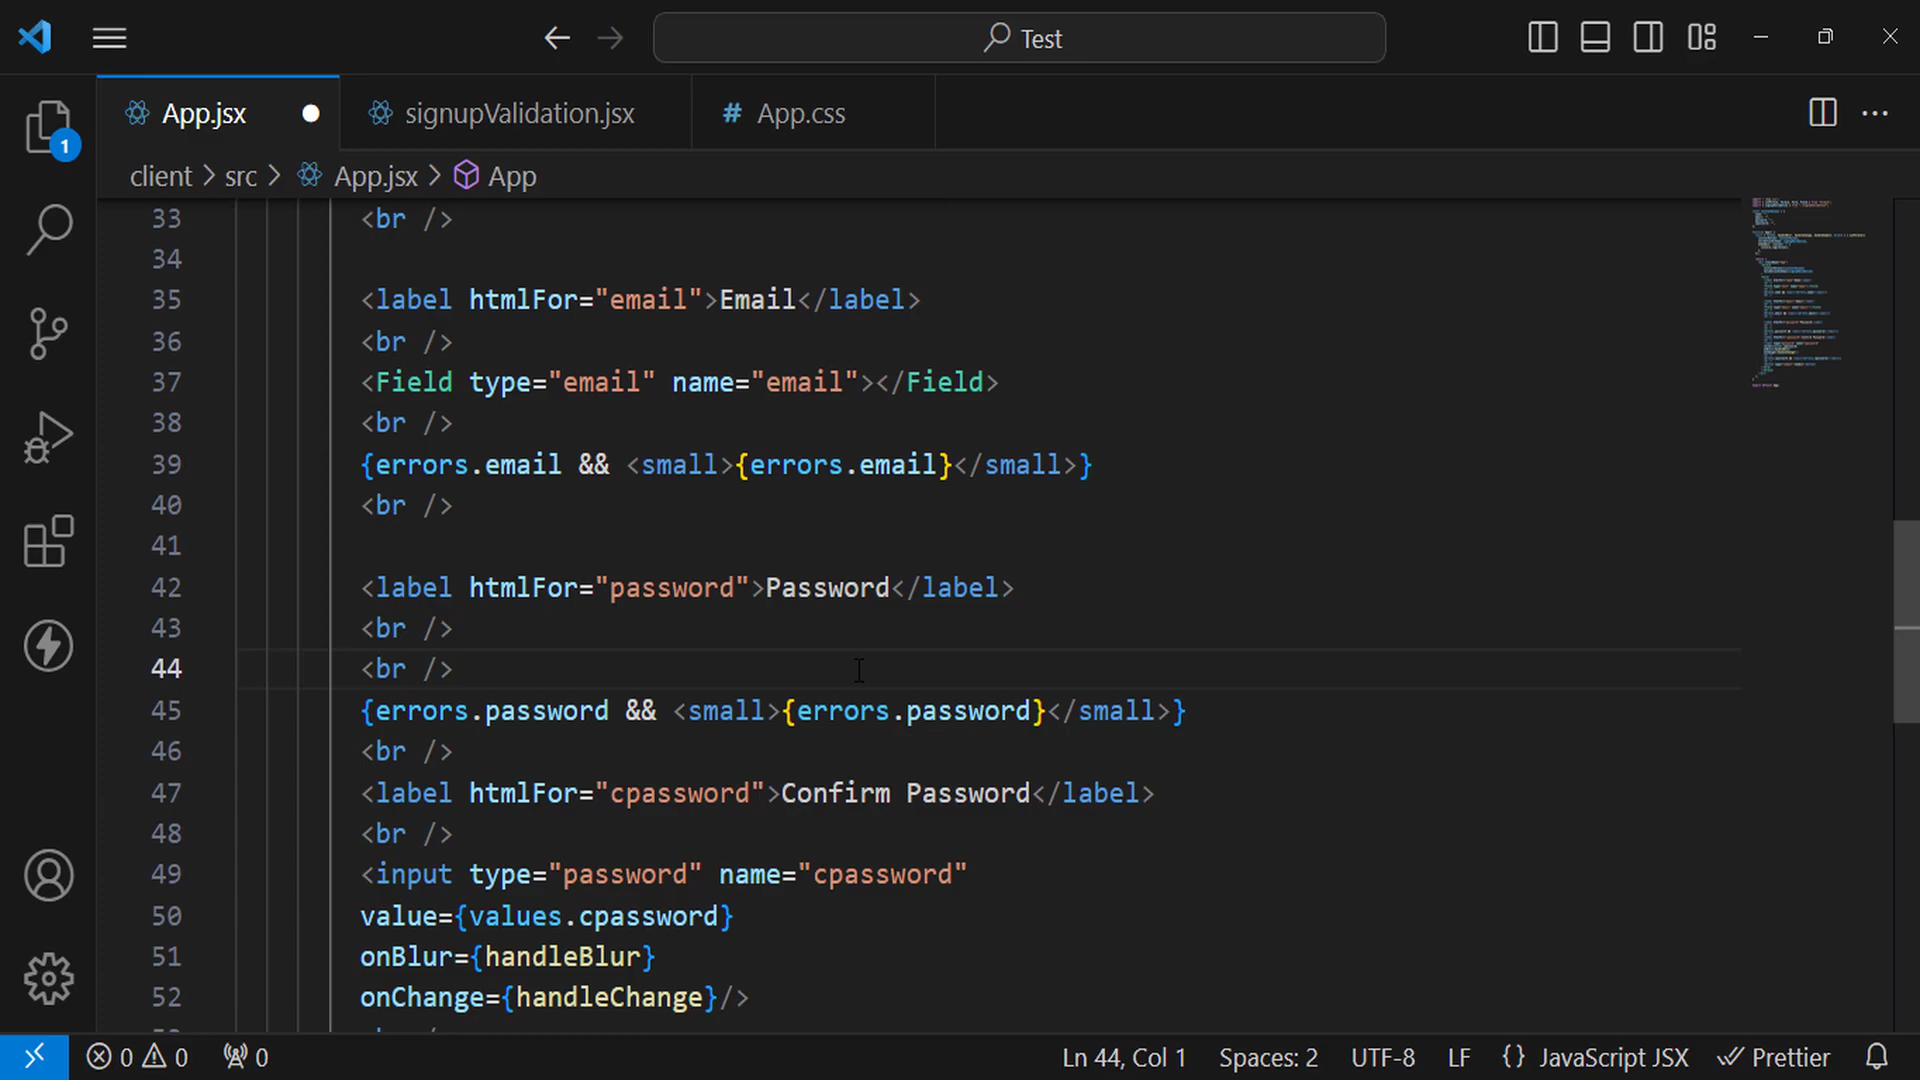 Test
App.jsx signupValidation.jsx # App.css
1
client > src > App.jsx > App
33 <br />
34
35 <label htmlFor="email">Email</label>
36 <br />
37 <Field type="email" name="email"></Field>
38 <br />
39 {errors.email && <small>{errors.email}</small>}
40 <br />
41
42 <label htmlFor="password">Password</label>
43 <br />
44 <br />
45 {errors.password && <small>{errors.password}</small>}
46 <br />
47 <label htmlFor="cpassword">Confirm Password</label>
48 <br />
49 <input type="password" name="cpassword"
50 value={values.cpassword}
51 onBlur={handleBlur}
52 onChange={handleChange}/>
0 0 0 Ln 44, Col 1 Spaces: 2 UTF-8 LF {} JavaScript JSX Prettier